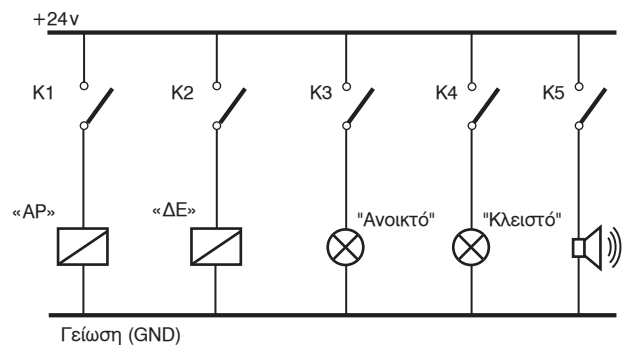 +24v
K1
K2
K3
K4
K5
«ΑΡ»
«ΔΕ»
"Ανοικτό"
"Κλειστό"
Γείωση (GND)